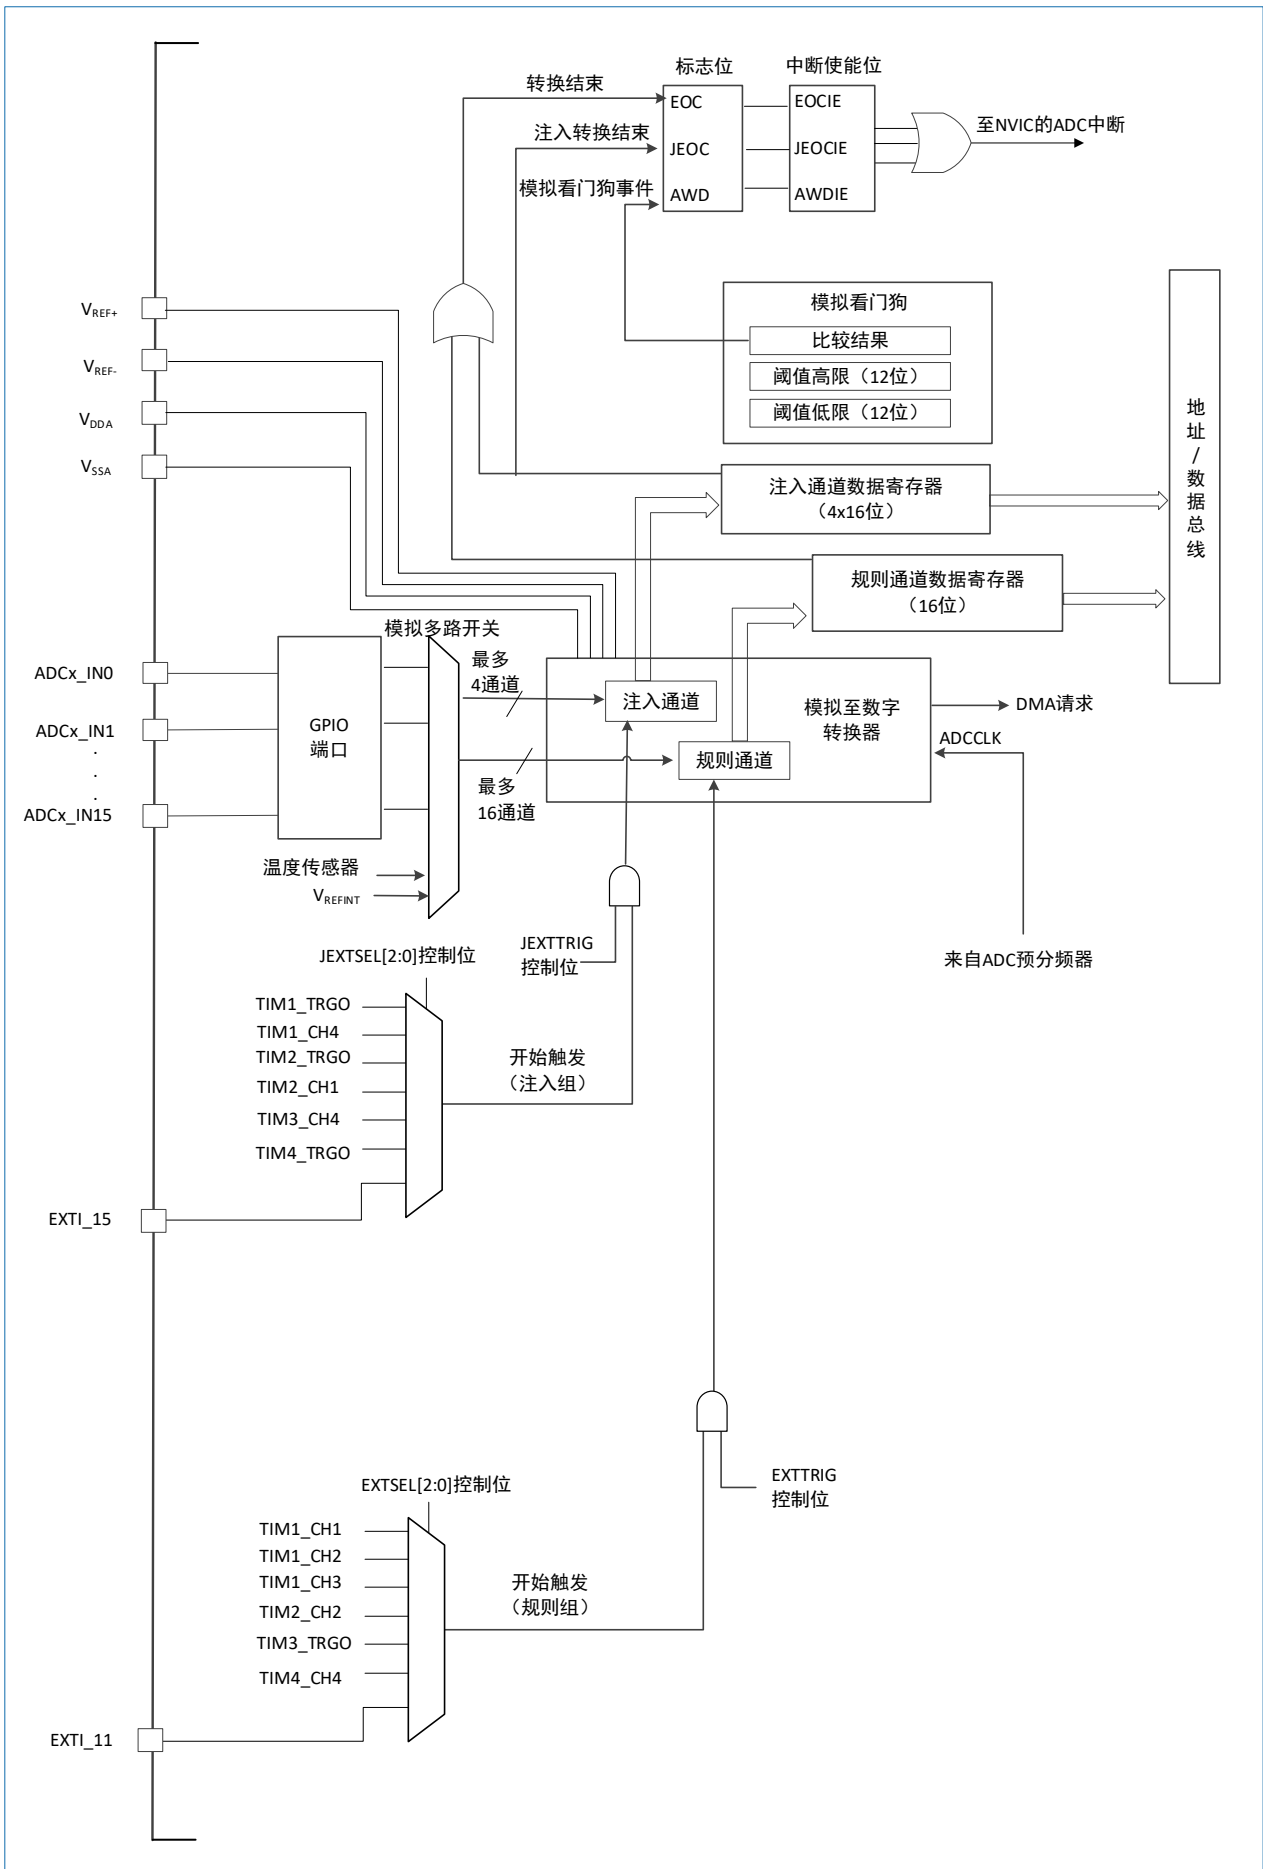 标志位
中断使能位
转换结束
EOC
EOCIE
至NVIC的ADC中断
注入转换结束
JEOC
JEOCIE
模拟看门狗事件
AWD
AWDIE
模拟看门狗
比较结果
阈值高限（12位）
阈值低限（12位）
VREF+
VREF-
VDDA
VSSA
地
址
/
数
据
总
线
注入通道数据寄存器
（4x16位）
规则通道数据寄存器
（16位）
模拟多路开关
ADCx_IN0
ADCx_IN1
.
.
.
ADCx_IN15
GPIO
端口
最多
4通道
注入通道
模拟至数字
转换器
DMA请求
ADCCLK
规则通道
最多
16通道
温度传感器
VREFINT
JEXTTRIG
控制位
来自ADC预分频器
JEXTSEL[2:0]控制位
TIM1_TRGO
TIM1_CH4
TIM2_TRGO
TIM2_CH1
TIM3_CH4
TIM4_TRGO
开始触发
（注入组）
EXTI_15
EXTTRIG
控制位
EXTSEL[2:0]控制位
TIM1_CH1
TIM1_CH2
TIM1_CH3
TIM2_CH2
TIM3_TRGO
TIM4_CH4
开始触发
（规则组）
EXTI_11